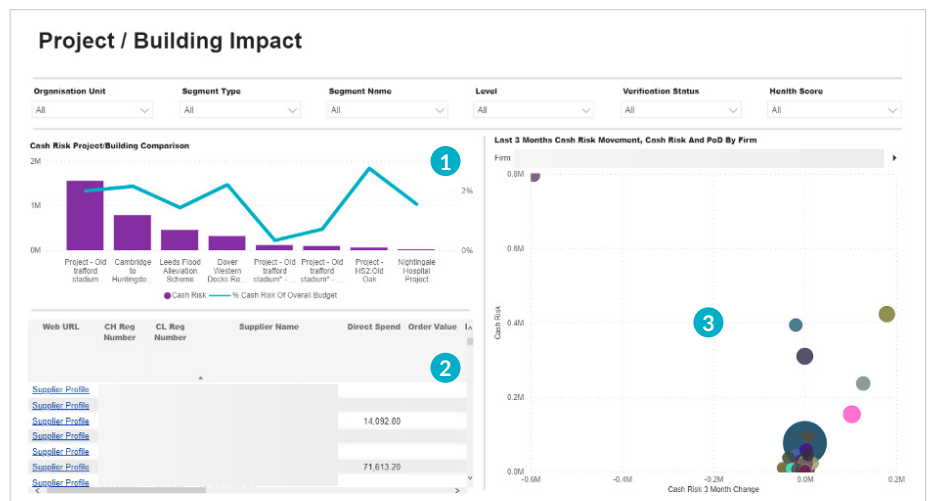 Project / Building Impact
Organisation Unit Segment Type Segment Name Level Verification Status Health Score
All All All All All All
Cash Risk Project/Building Comparison
1
2M
1M
0M
2%
0%
Project - Old trafford stadium
Cambridge to Huntingdo...
Leeds Flood Alleviation Scheme
Dover Western Docks Re...
Project - Old trafford stadium* - ...
Project - Old trafford stadium* - ...
Project - HS2:Old Oak
Nightingale Hospital Project
Cash Risk % Cash Risk Of Overall Budget
Web URL CH Reg Number CL Reg Number Supplier Name Direct Spend Order Value
2
Supplier Profile
Supplier Profile
Supplier Profile 14,092.80
Supplier Profile
Supplier Profile
Supplier Profile 71,613.20
Supplier Profile
Last 3 Months Cash Risk Movement, Cash Risk And PoD By Firm
Firm
0.8M
0.6M
0.4M
0.2M
0.0M
Cash Risk
3
-0.6M -0.4M -0.2M 0.0M 0.2M
Cash Risk 3 Month Change